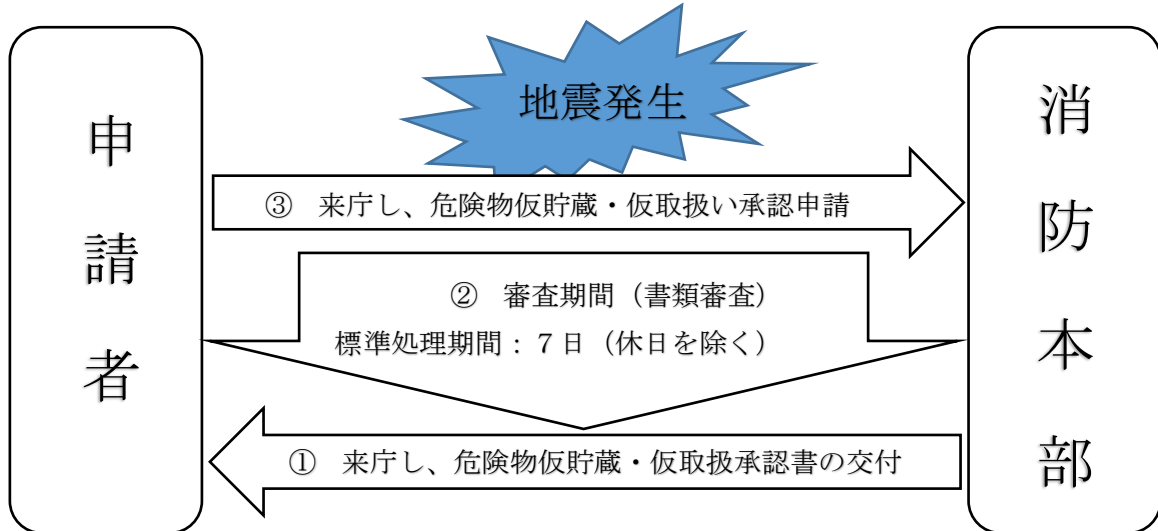 地震発生
申請者
消防本部
③ 来庁し、危険物仮貯蔵・仮取扱い承認申請
② 審査期間（書類審査）
標準処理期間：７日（休日を除く）
① 来庁し、危険物仮貯蔵・仮取扱承認書の交付